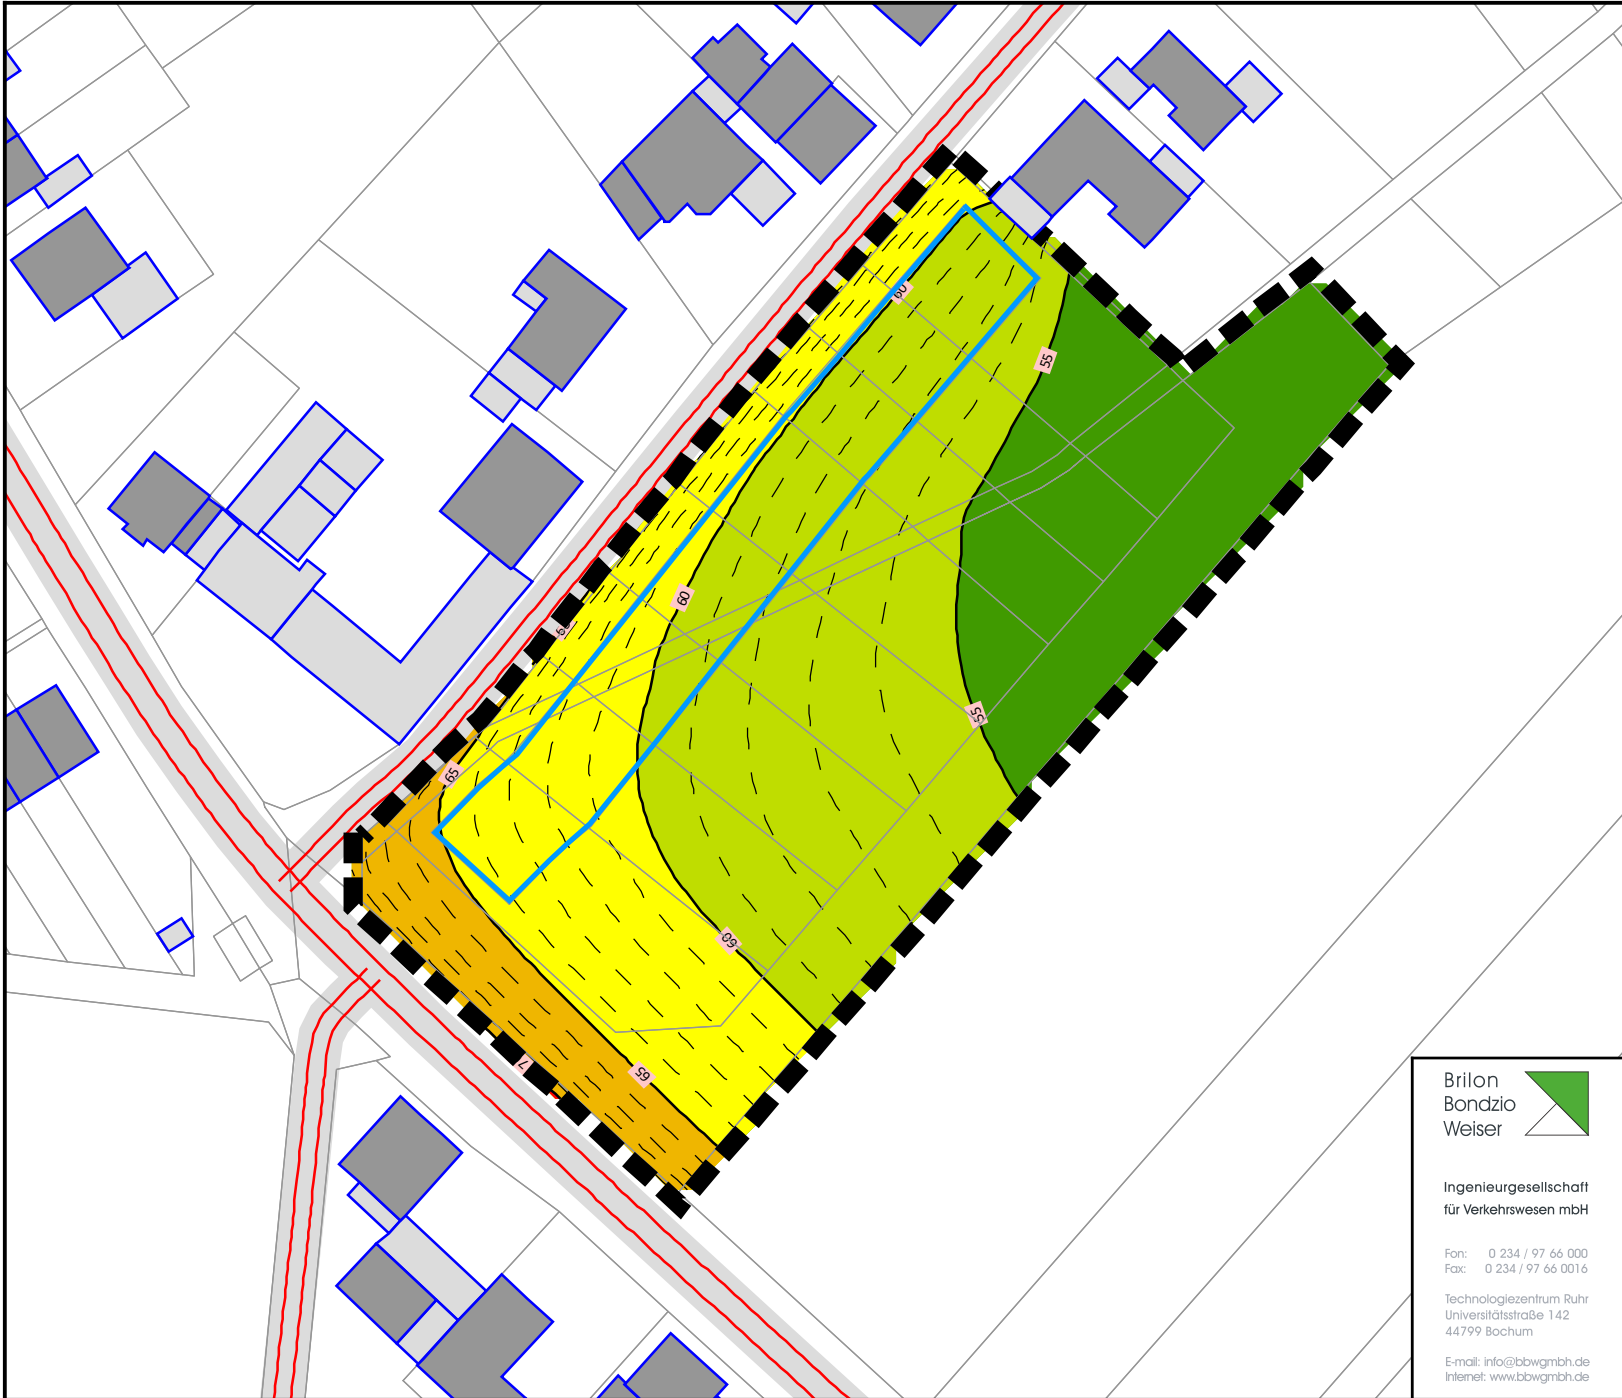 60
55
60
65
55
60
65
7
Brilon
Bondzio
Weiser
Ingenieurgesellschaft
für Verkehrswesen mbH
Fon: 0 234 / 97 66 000
Fax: 0 234 / 97 66 0016
Technologiezentrum Ruhr
Universitätsstraße 142
44799 Bochum
E-mail: info@bbwgmbh.de
Internet: www.bbwgmbh.de